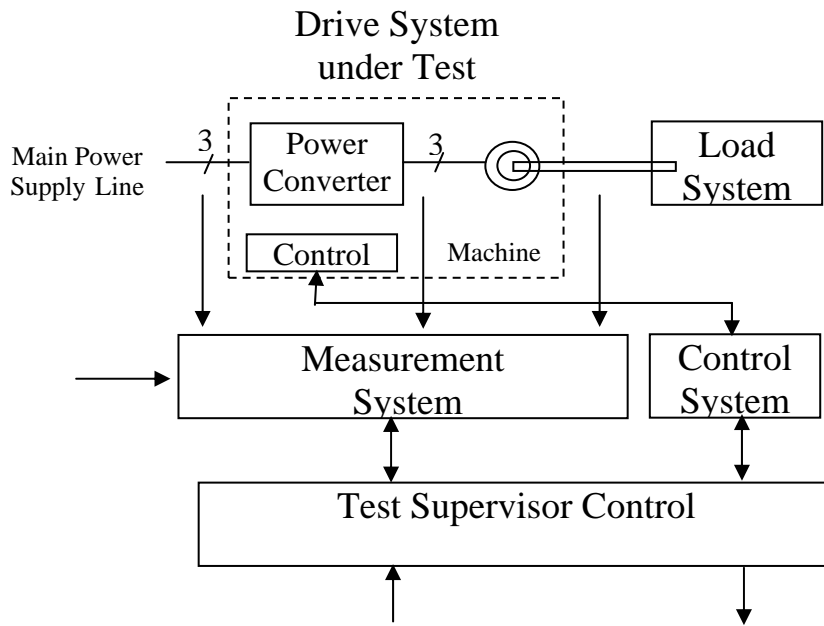 Drive System
under Test
Main Power
Supply Line
3
Power
Converter
3
Load
System
Control
Machine
Measurement
System
Control
System
Test Supervisor Control